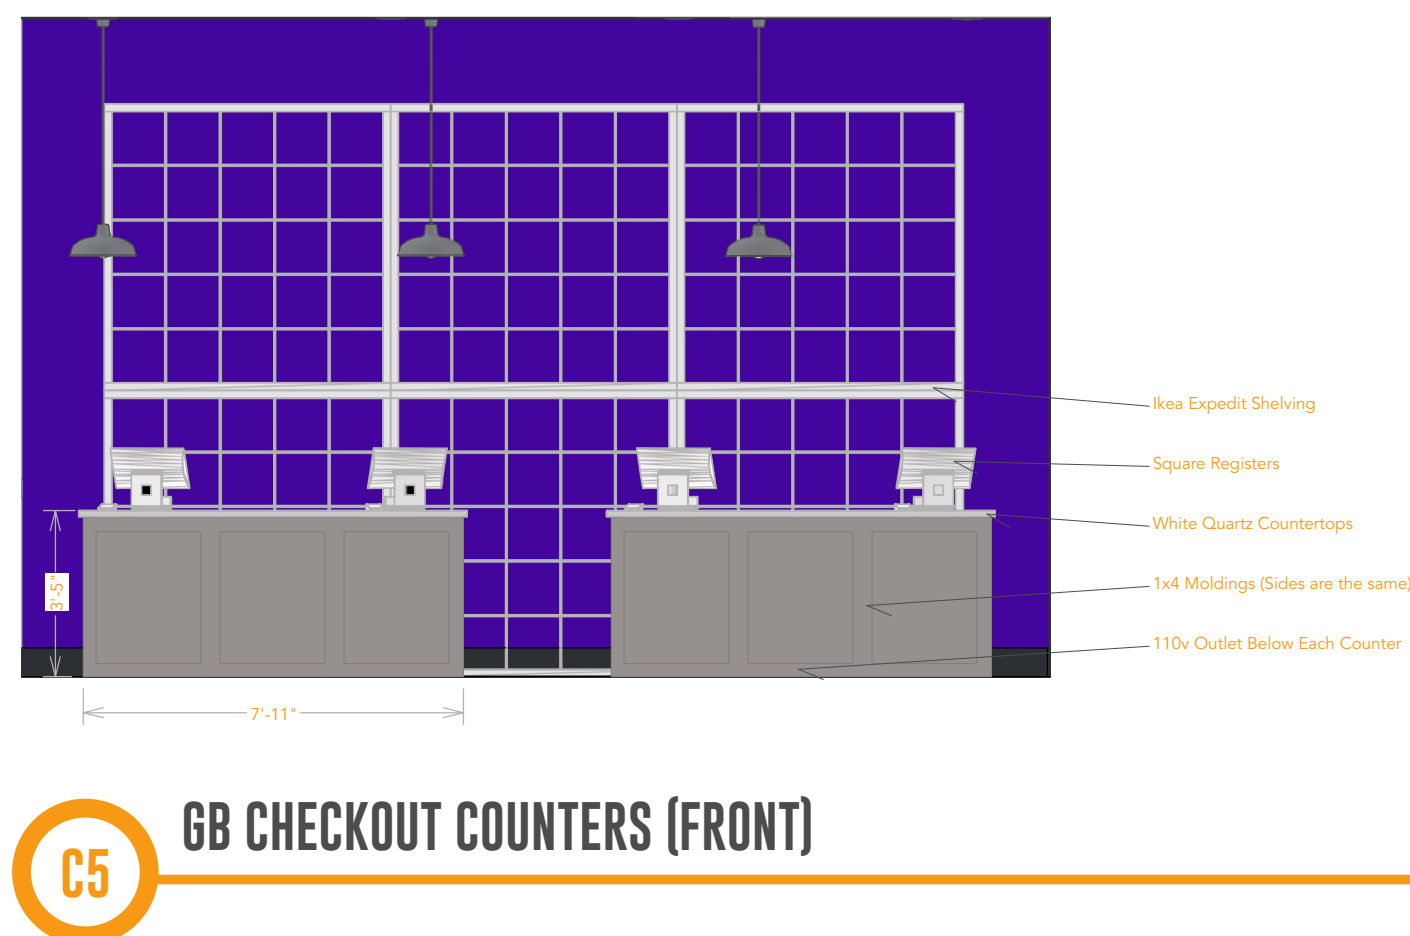 Ikea Expedit Shelving
Square Registers
White Quartz Countertops
1x4 Moldings (Sides are the same)
110v Outlet Below Each Counter
3'-5"
7'-11"
GB CHECKOUT COUNTERS (FRONT)
C5